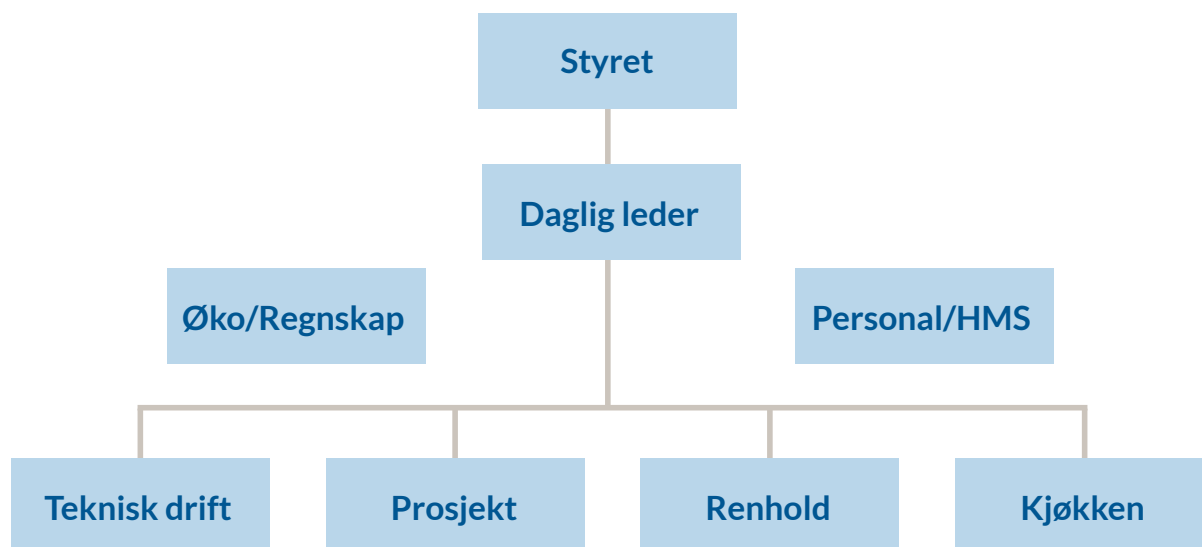 Styret
Daglig leder
Øko/Regnskap
Personal/HMS
Teknisk drift
Prosjekt
Renhold
Kjøkken